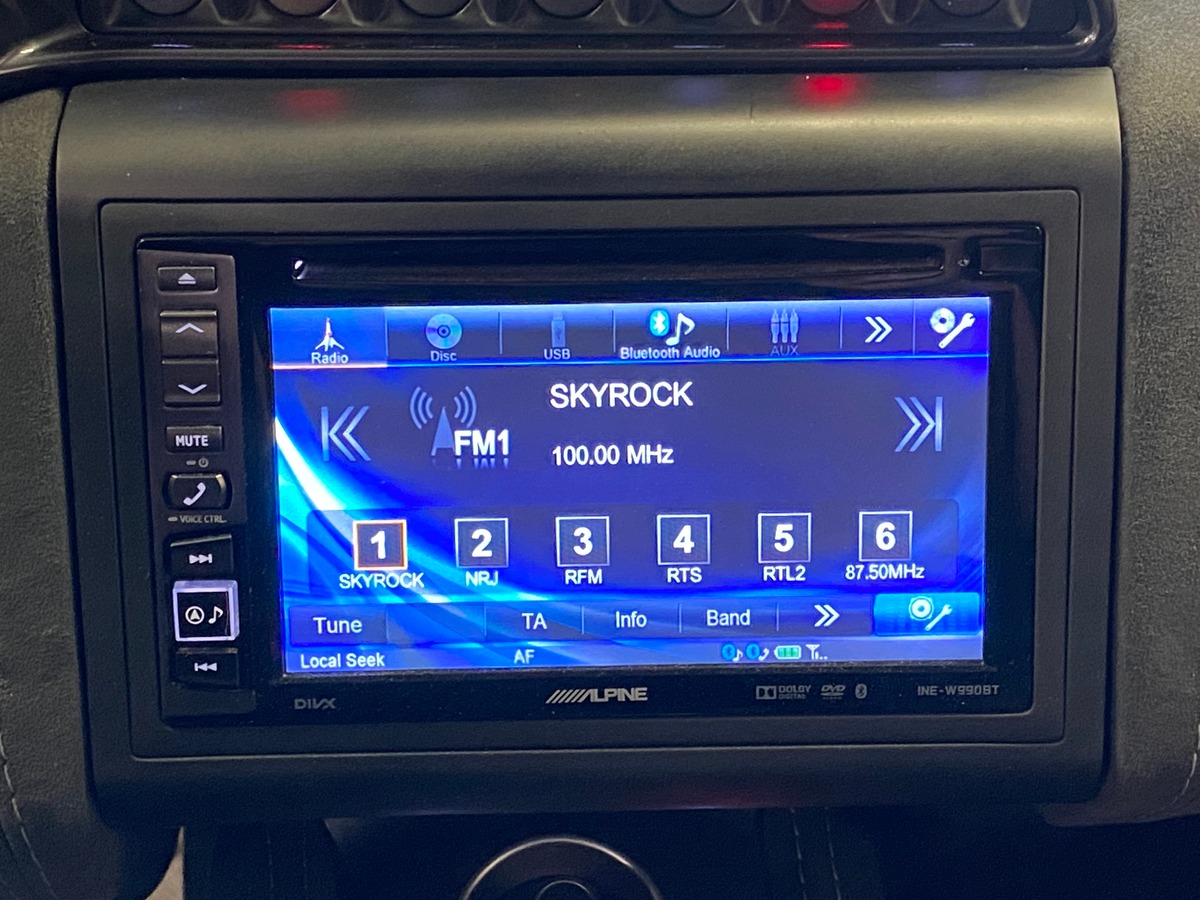 Radio
Disc
USB
Bluetooth Audio
AUX
SKYROCK
FM1
100.00 MHz
MUTE
VOICE CTRL.
1
2
3
4
5
6
SKYROCK
NRJ
RFM
RTS
RTL2
87.50MHz
Tune
TA
Info
Band
Local Seek
AF
DIVX
ALPINE
DOLBY
DIGITAL
DVD
INE-W990BT